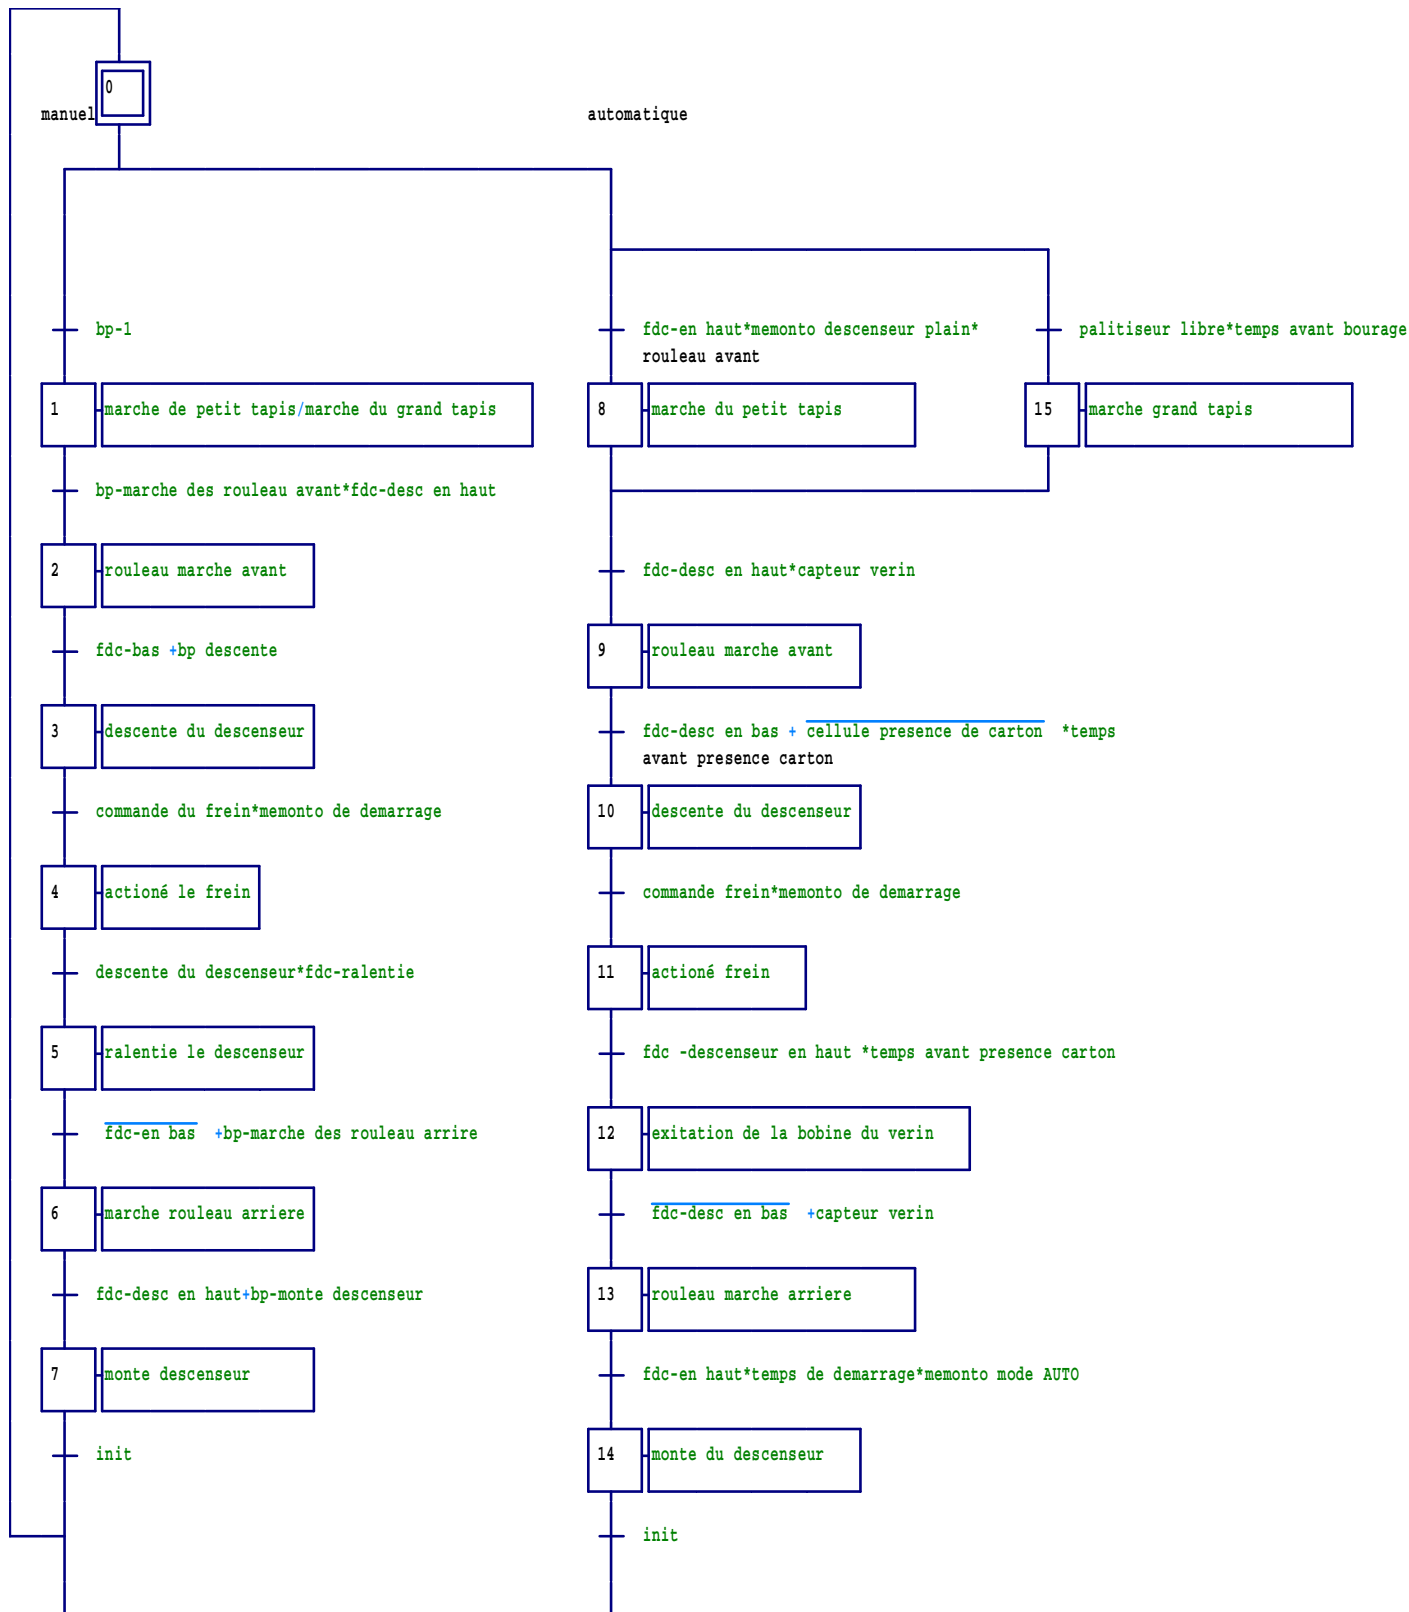 0
manuel
automatique
bp-1
fdc-en haut*memonto descenseur plain*
rouleau avant
palitiseur libre*temps avant bourage
1
marche de petit tapis/marche du grand tapis
8
marche du petit tapis
15
marche grand tapis
bp-marche des rouleau avant*fdc-desc en haut
2
rouleau marche avant
fdc-desc en haut*capteur verin
fdc-bas +bp descente
9
rouleau marche avant
3
descente du descenseur
fdc-desc en bas + cellule presence de carton *temps
avant presence carton
commande du frein*memonto de demarrage
10
descente du descenseur
4
actioné le frein
commande frein*memonto de demarrage
descente du descenseur*fdc-ralentie
11
actioné frein
5
ralentie le descenseur
fdc -descenseur en haut *temps avant presence carton
fdc-en bas +bp-marche des rouleau arrire
12
exitation de la bobine du verin
6
marche rouleau arriere
fdc-desc en bas +capteur verin
fdc-desc en haut+bp-monte descenseur
13
rouleau marche arriere
7
monte descenseur
fdc-en haut*temps de demarrage*memonto mode AUTO
init
14
monte du descenseur
init